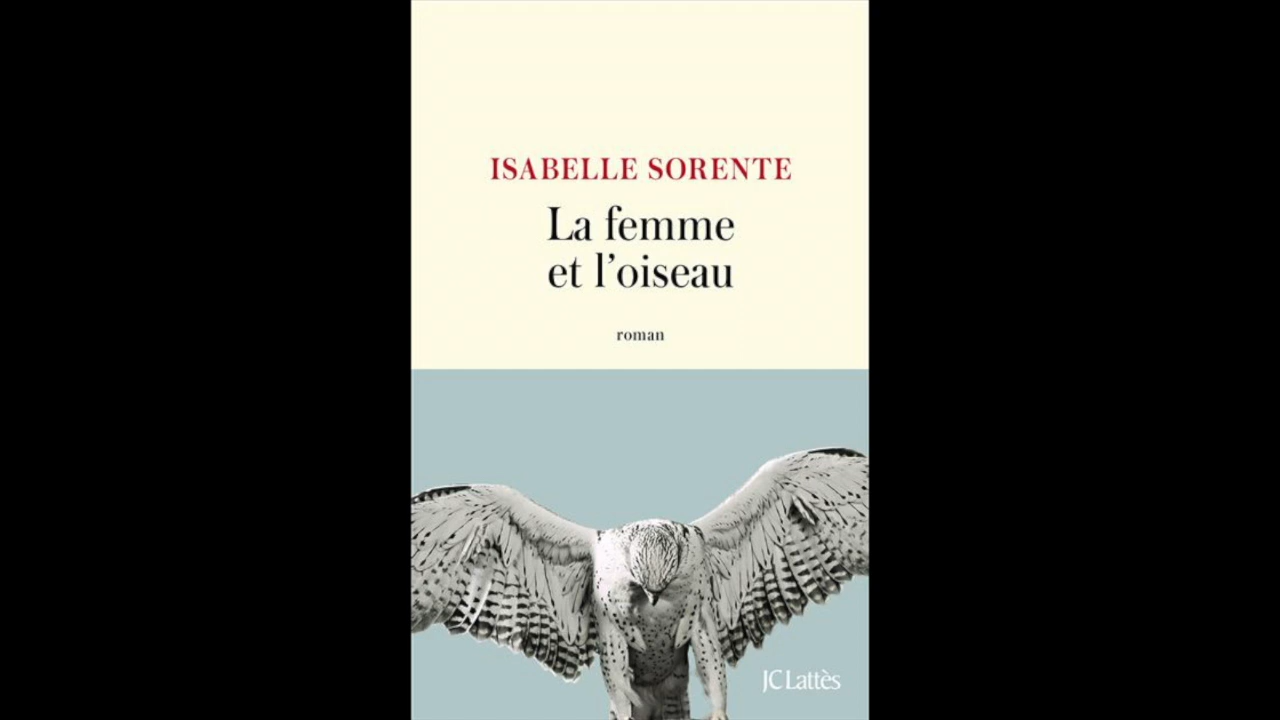 ISABELLE SORENTE
La femme
et l’oiseau
roman
JC Lattès